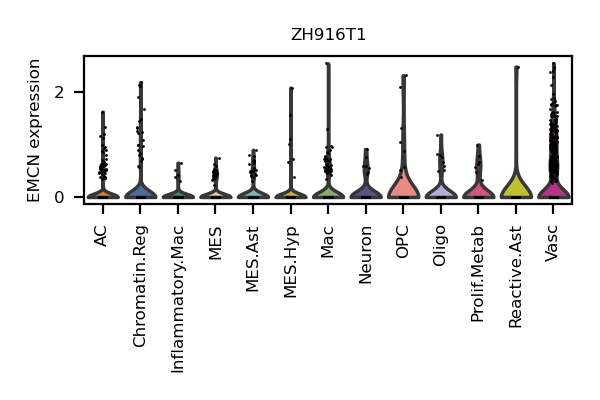 ZH916T1
EMCN expression
2
0
AC
Chromatin.Reg
Inflammatory.Mac
MES
MES.Ast
MES.Hyp
Mac
Neuron
OPC
Oligo
Prolif.Metab
Reactive.Ast
Vasc